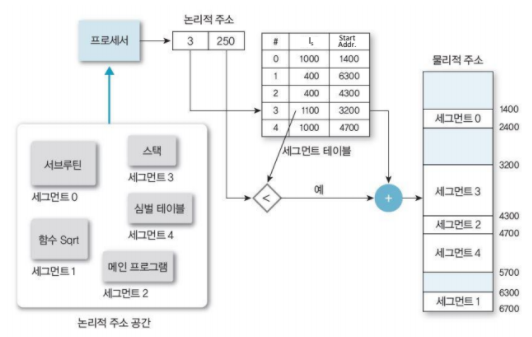 논리적 주소
프로세서
3 250
# ls Start Addr.
0 1000 1400
1 400 6300
2 400 4300
3 1100 3200
4 1000 4700
세그먼트 테이블
물리적 주소
1400
세그먼트 0
2400
3200
세그먼트 3
4300
세그먼트 2
4700
세그먼트 4
5700
6300
세그먼트 1
6700
<
예
+
서브루틴
세그먼트 0
스택
세그먼트 3
심벌 테이블
세그먼트 4
함수 Sqrt
세그먼트 1
메인 프로그램
세그먼트 2
논리적 주소 공간